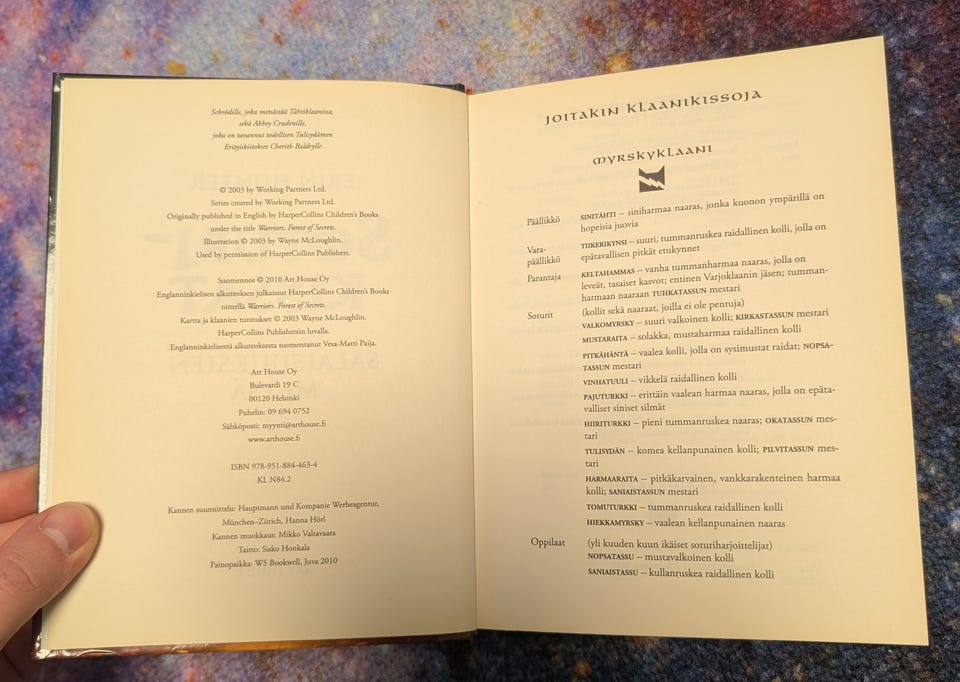 Schrödille, joka metsästää Tähtiklaanissa,
sekä Abbey Crudenille,
joka on tavannut todellisen Tulisydämen
Erityiskiitokset Cherith Baldrylle
© 2003 by Working Partners Ltd.
Series created by Working Partners Ltd.
Originally published in English by HarperCollins Children's Books
under the title Warriors. Forest of Secrets.
Illustration © 2003 by Wayne McLoughlin.
Used by permission of HarperCollins Publishers.
Suomennos © 2010 Art House Oy
Englanninkielisen alkuteoksen julkaissut HarperCollins Children's Books
nimellä Warriors. Forest of Secrets.
Kartta ja klaanien tunnukset © 2003 Wayne McLoughlin.
HarperCollins Publishersin luvalla.
Englanninkielisestä alkuteoksesta suomentanut Vesa-Matti Paija.
Art House Oy
Bulevardi 19 C
00120 Helsinki
Puhelin: 09 694 0752
Sähköposti: myynti@arthouse.fi
www.arthouse.fi
ISBN 978-951-884-463-4
KL N84.2
Kannen suunnittelu: Hauptmann und Kompanie Werbeagentur,
München–Zürich, Hanna Hörl
Kannen muokkaus: Mikko Valtavaara
Taitto: Sisko Honkala
Painopaikka: WS Bookwell, Juva 2010
JOITAKIN KLAANIKISSOJA
MYRSKYKLAANI
Päällikkö SINITÄHTI – siniharmaa naaras, jonka kuonon ympärillä on
hopeisia juovia
Vara-
päällikkö TIIKERIKYNSI – suuri, tummanruskea raidallinen kolli, jolla on
epätavallisen pitkät etukynnet
Parantaja KELTAHAMMAS – vanha tummanharmaa naaras, jolla on
leveät, tasaiset kasvot; entinen Varjoklaanin jäsen; tumman-
harmaan naaraan TUHKATASSUN mestari
Soturit (kollit sekä naaraat, joilla ei ole pentuja)
VALKOMYRSKY – suuri valkoinen kolli; KIRKASTASSUN mestari
MUSTARAITA – solakka, mustaharmaa raidallinen kolli
PITKÄHÄNTÄ – vaalea kolli, jolla on sysimustat raidat; NOPSA-
TASSUN mestari
VINHATUULI – vikkelä raidallinen kolli
PAJUTURKKI – erittäin vaalean harmaa naaras, jolla on epäta-
valliset siniset silmät
HIIRITURKKI – pieni tummanruskea naaras; OKATASSUN mes-
tari
TULISYDÄN – komea kellanpunainen kolli; PILVITASSUN mes-
tari
HARMAARAITA – pitkäkarvainen, vankkarakenteinen harmaa
kolli; SANIAISTASSUN mestari
TOMUTURKKI – tummanruskea raidallinen kolli
HIEKKAMYRSKY – vaalean kellanpunainen naaras
Oppilaat (yli kuuden kuun ikäiset soturiharjoittelijat)
NOPSATASSU – mustavalkoinen kolli
SANIAISTASSU – kullanruskea raidallinen kolli